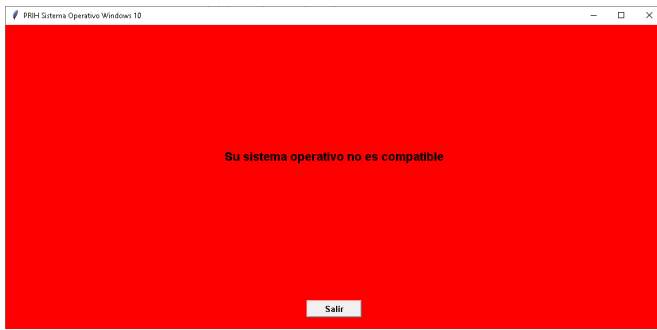 PRIH Sistema Operativo Windows 10
Su sistema operativo no es compatible
Salir